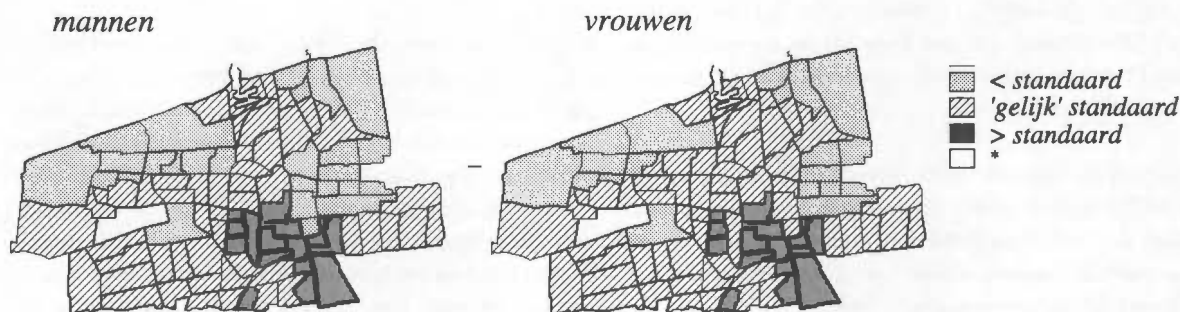 mannen
vrouwen
< standaard
'gelijk' standaard
> standaard
*